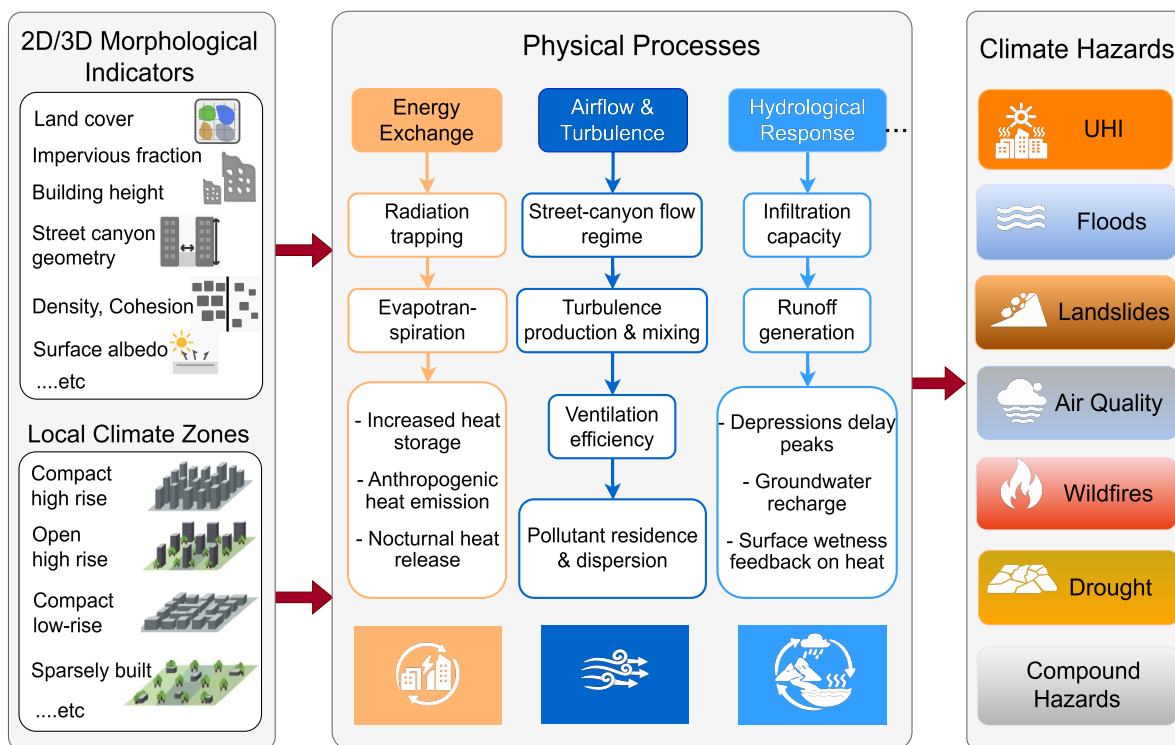 2D/3D Morphological
Indicators
Land cover
Impervious fraction
Building height
Street canyon
geometry
Density, Cohesion
Surface albedo
....etc
Local Climate Zones
Compact
high rise
Open
high rise
Compact
low-rise
Sparsely built
....etc
Physical Processes
Energy
Exchange
Radiation
trapping
Evapotran-
spiration
- Increased heat
storage
- Anthropogenic
heat emission
- Nocturnal heat
release
Airflow &
Turbulence
Street-canyon flow
regime
Turbulence
production & mixing
Ventilation
efficiency
Pollutant residence
& dispersion
Hydrological
Response
...
Infiltration
capacity
Runoff
generation
- Depressions delay
peaks
- Groundwater
recharge
- Surface wetness
feedback on heat
Climate Hazards
UHI
Floods
Landslides
Air Quality
Wildfires
Drought
Compound
Hazards